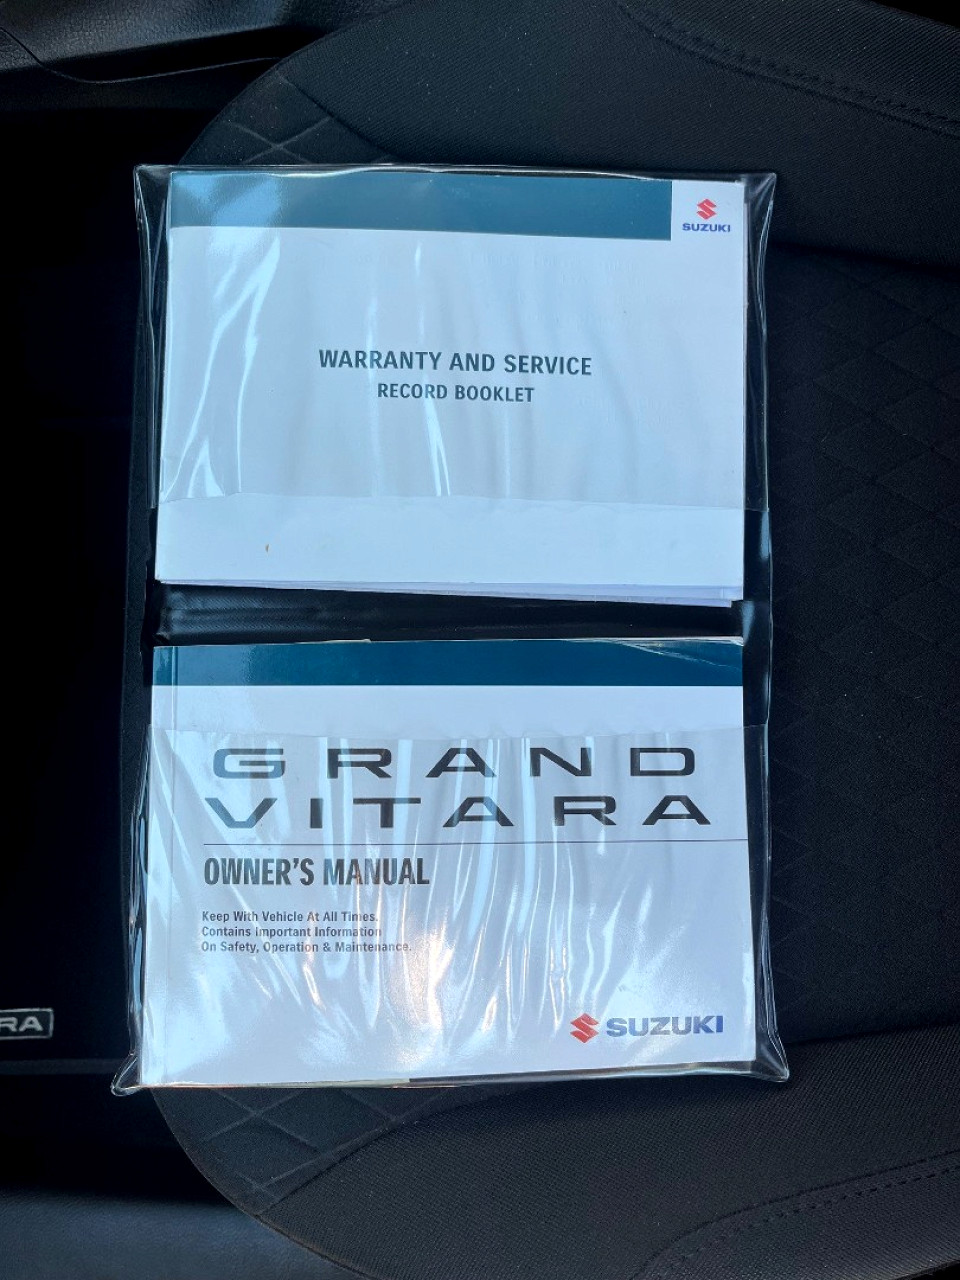 SUZUKI
WARRANTY AND SERVICE
RECORD BOOKLET
GRAND
VITARA
OWNER'S MANUAL
Keep With Vehicle At All Times.
Contains Important Information
On Safety, Operation & Maintenance.
SUZUKI
RA